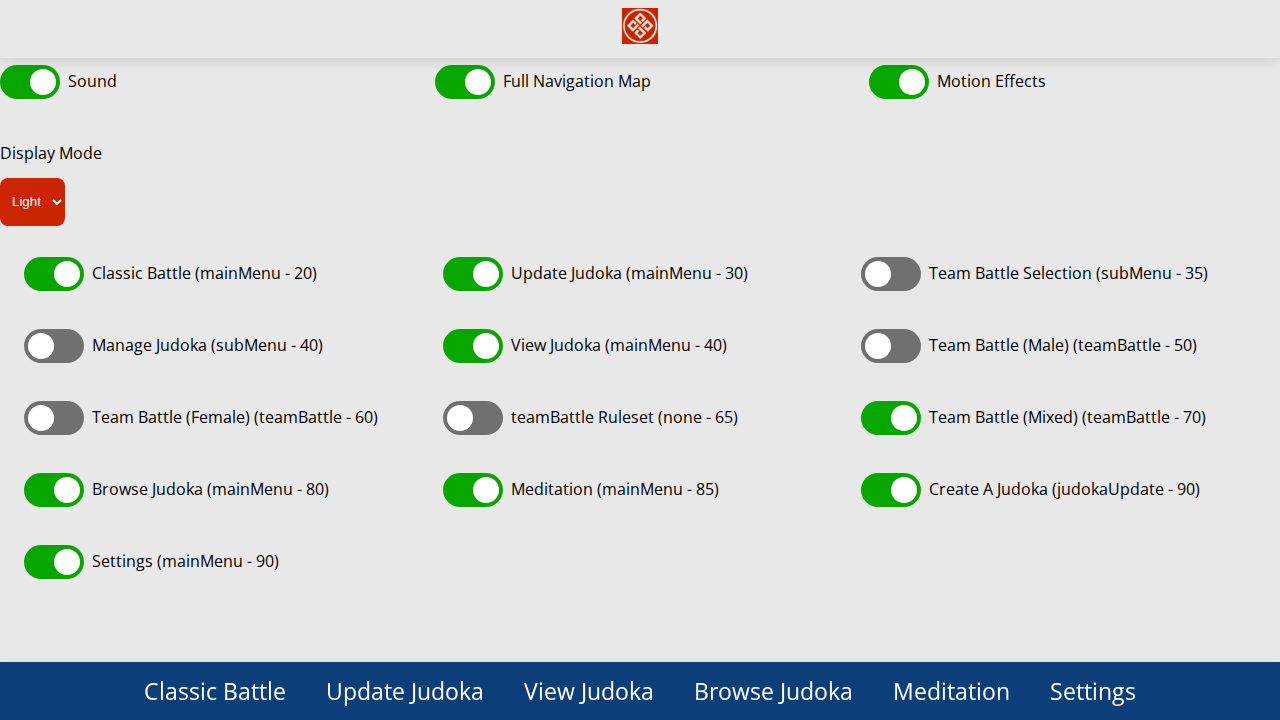 Sound
Full Navigation Map
Motion Effects
Display Mode
Light
Classic Battle (mainMenu - 20)
Update Judoka (mainMenu - 30)
Team Battle Selection (subMenu - 35)
Manage Judoka (subMenu - 40)
View Judoka (mainMenu - 40)
Team Battle (Male) (teamBattle - 50)
Team Battle (Female) (teamBattle - 60)
teamBattle Ruleset (none - 65)
Team Battle (Mixed) (teamBattle - 70)
Browse Judoka (mainMenu - 80)
Meditation (mainMenu - 85)
Create A Judoka (judokaUpdate - 90)
Settings (mainMenu - 90)
Classic Battle
Update Judoka
View Judoka
Browse Judoka
Meditation
Settings